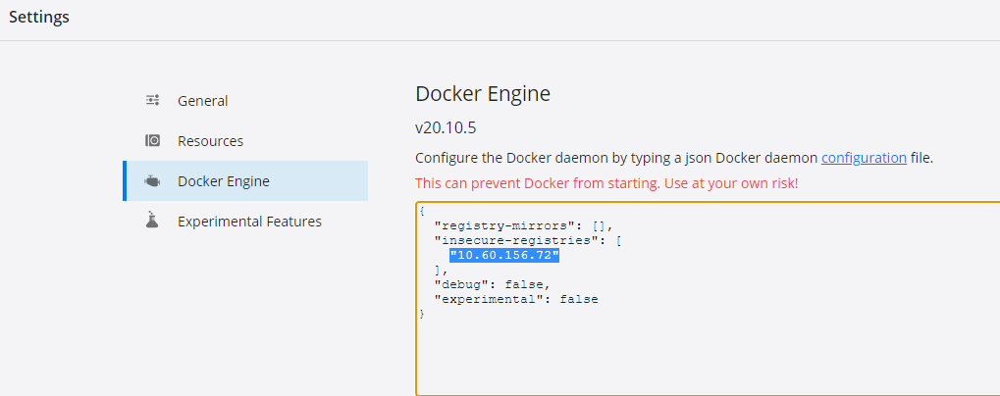 Settings
General
Resources
Docker Engine
Experimental Features
Docker Engine
v20.10.5
Configure the Docker daemon by typing a json Docker daemon configuration file.
This can prevent Docker from starting. Use at your own risk!
{
  "registry-mirrors": [],
  "insecure-registries": [
    "10.60.156.72"
  ],
  "debug": false,
  "experimental": false
}